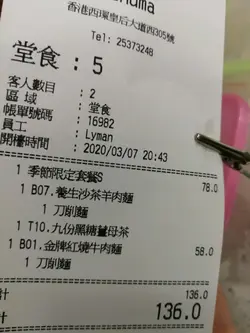 香港西環皇后大道西305號
Tel: 25373248
堂食 : 5
客人數目 : 2
區域 : 堂食
帳單號碼 : 16982
員工 : Lyman
開檯時間 : 2020/03/07 20:43
1 季節限定套餐S 78.0
1 B07.養生沙茶羊肉麵
1 刀削麵
1 T10.九份黑糖薑母茶
1 B01.金牌紅燒牛肉麵 58.0
1 刀削麵
計 136.0
計 : 136.0